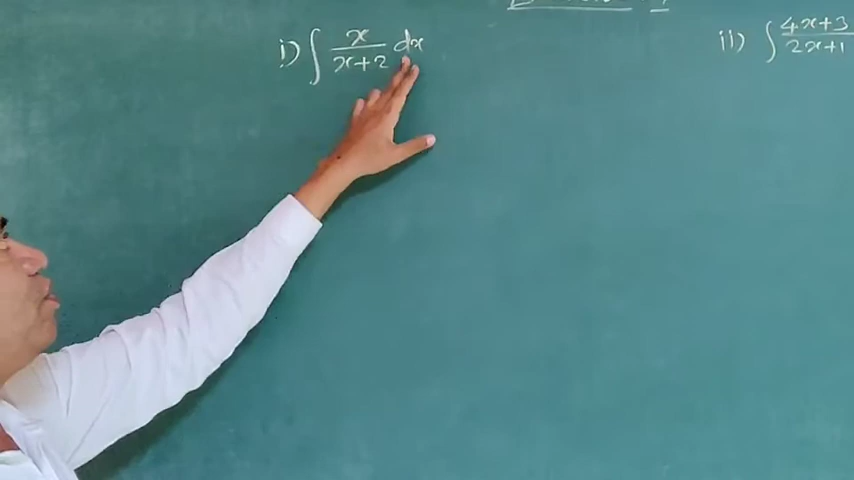 i) ∫ x/x+2 dx
ii) ∫ 4x+3/2x+1